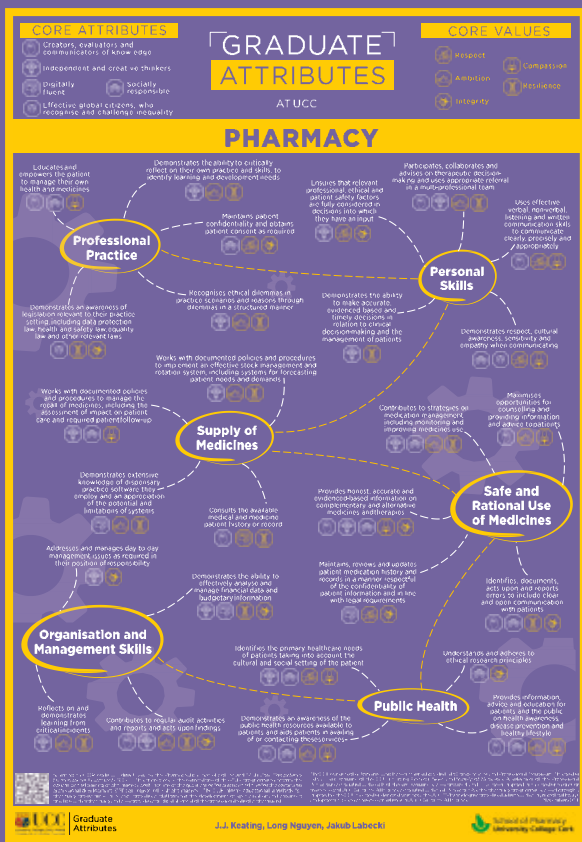 CORE ATTRIBUTES
Creators, evaluators and
communicators of knowledge
Independent and creative thinkers
Digitally
fluent
Socially
responsible
Effective global citizens, who
recognise and challenge inequality
GRADUATE
ATTRIBUTES
AT UCC
CORE VALUES
Respect
Compassion
Ambition
Resilience
Integrity
PHARMACY
Educates and
empowers the patient
to manage their own
health and medicines
Demonstrates the ability to critically
reflect on their own practice and skills, to
identify learning and development needs
Maintains patient
confidentiality and obtains
patient consent as required
Professional
Practice
Recognises ethical dilemmas in
practice scenarios and reasons through
dilemmas in a structured manner
Demonstrates an awareness of
legislation relevant to their practice
setting including data protection
law, health and safety law, equality
law and other relevant laws
Ensures that relevant
professional, ethical and
patient safety factors
are fully considered in
decisions into which
they have an input
Participates, collaborates and
advises on therapeutic decision-
making and uses appropriate referral
in a multi-professional team
Uses effective
verbal, nonverbal,
listening and written
communication skills
to communicate
clearly, precisely and
appropriately
Personal
Skills
Demonstrates the ability
to make accurate,
evidenced based and
timely decisions in
relation to clinical
decision-making and the
management of patients
Demonstrates respect, cultural
awareness, sensitivity and
empathy when communicating
Works with documented policies and procedures
to implement an effective stock management and
rotation system, including systems for forecasting
patient needs and demands
Works with documented policies
and procedures to manage the
recall of medicines, including the
assessment of impact on patient
care and required patient follow-up
Supply of
Medicines
Demonstrates extensive
knowledge of dispensary
practice software they
employ and an appreciation
of the potential and
limitations of systems
Consults the available
medical and medicine
patient history or record
Contributes to strategies on
medication management
including monitoring and
improving medicines use
Maximises
opportunities for
counselling and
providing information
and advice to patients
Provides honest, accurate and
evidenced-based information on
complementary and alternative
medicines and therapies
Safe and
Rational Use
of Medicines
Maintains, reviews and updates
patient medication history and
records in a manner respectful
of the confidentiality of
patient information and in line
with legal requirements
Identifies, documents,
acts upon and reports
errors to include clear
and open communication
with patients
Addresses and manages day to day
management issues as required in
their position of responsibility
Demonstrates the ability to
effectively analyse and
manage financial data and
budgetary information
Organisation and
Management Skills
Reflects on and
demonstrates
learning from
critical incidents
Contributes to regular audit activities
and reports and acts upon findings
Identifies the primary healthcare needs
of patients taking into account the
cultural and social setting of the patient
Understands and adheres to
ethical research principles
Public Health
Demonstrates an awareness of the
public health resources available to
patients and aids patients in availing
of or contacting these services
Provides information,
advice and education for
patients and the public
on health awareness,
disease prevention and
healthy lifestyle
UCC
Graduate
Attributes
J.J. Keating, Long Nguyen, Jakub Labecki
School of Pharmacy
University College Cork